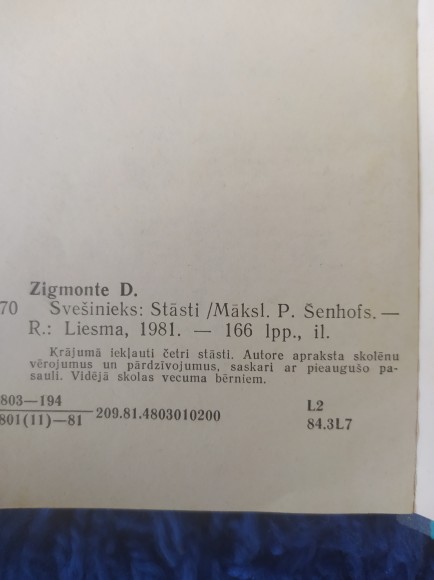 Zigmonte D.
70 Svešinieks: Stāsti /Māksl. P. Šenhofs. —
R.: Liesma, 1981. — 166 lpp., il.
Krājumā iekļauti četri stāsti. Autore apraksta skolēnu
vērojumus un pārdzīvojumus, saskari ar pieaugušo pa-
sauli. Vidējā skolas vecuma bērniem.
803—194
801(11)—81
209.81.4803010200
L2
84.3L7